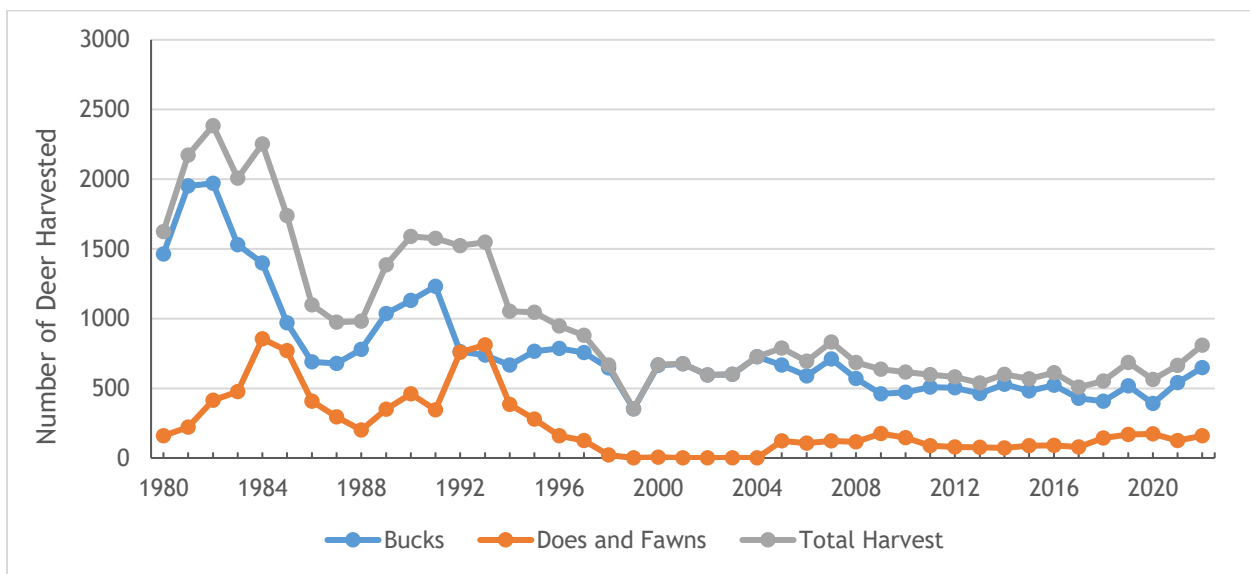 3000
2500
2000
1500
1000
500
0
Number of Deer Harvested
1980 1984 1988 1992 1996 2000 2004 2008 2012 2016 2020
Bucks Does and Fawns Total Harvest